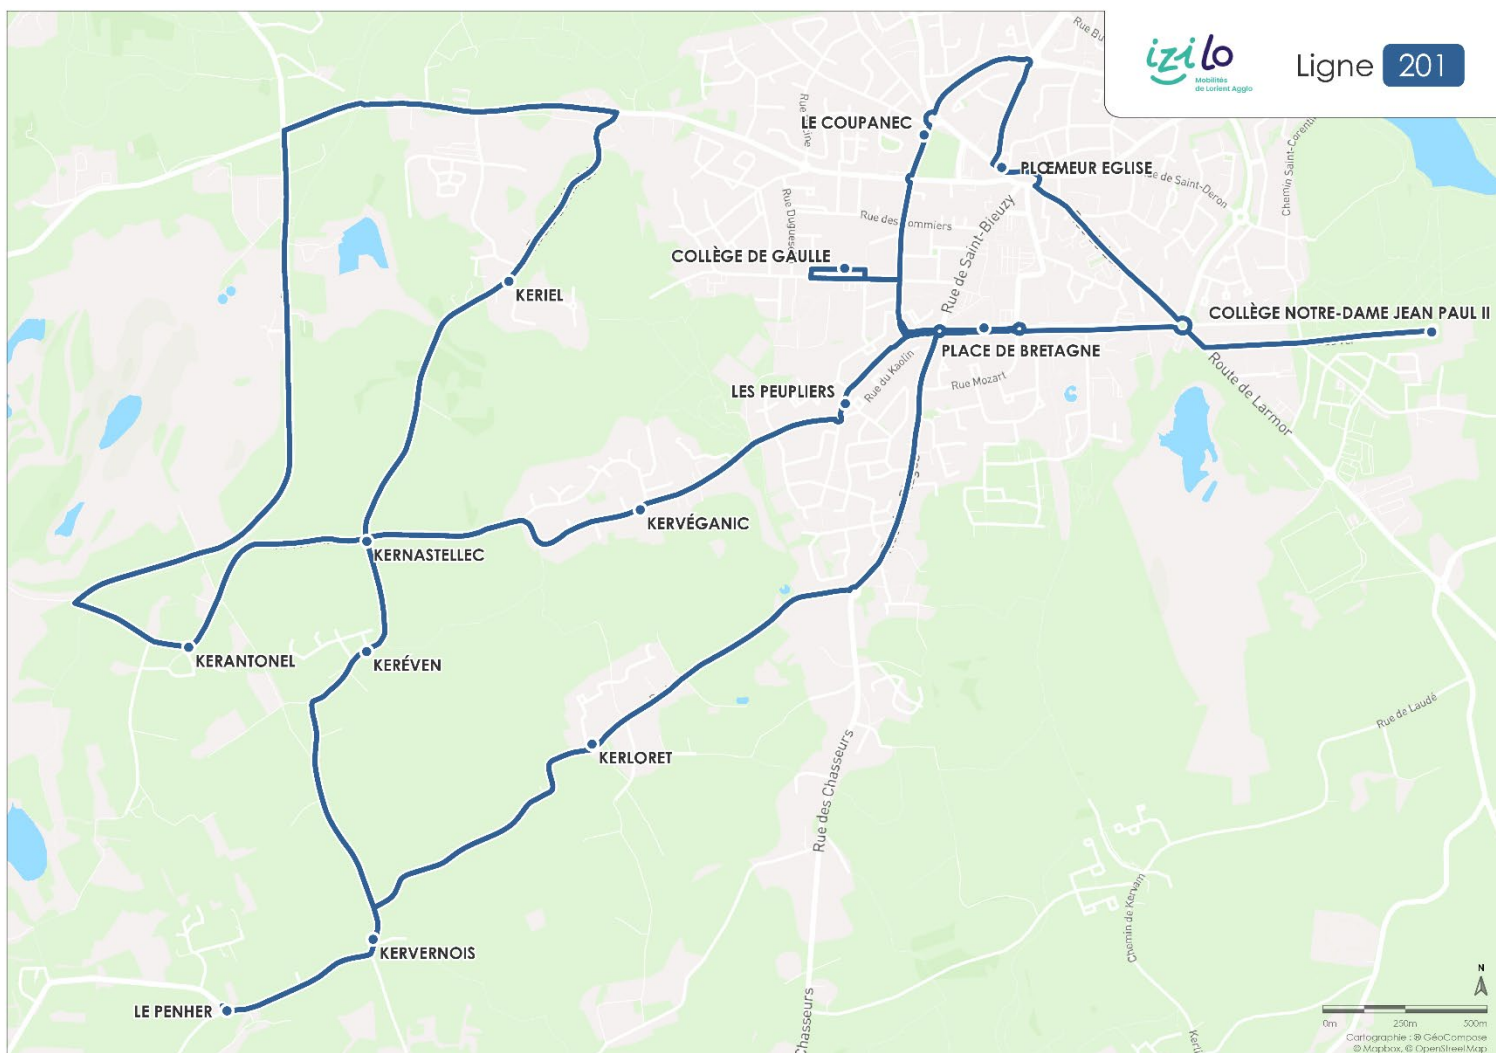 izilo
Mobilités
de Lorient Agglo
Ligne 201
LE COUPANEC
PLŒMEUR EGLISE
Chemin Saint-Corentin
Rue des Pommiers
Rue de Saint-Bieuzy
COLLÈGE DE GAULLE
KERIEL
COLLÈGE NOTRE-DAME JEAN PAUL II
PLACE DE BRETAGNE
Rue du Kaolin
Rue Mozart
Route de Larmor
LES PEUPLIERS
KERVÉGANIC
KERNASTELLEC
KERANTONEL
KERÉVEN
Rue de Laudé
KERLORET
Rue des Chasseurs
Chemin de Kervam
KERVERNOIS
LE PENHER
Chasseurs
N
0m 250m 500m
Cartographie : © GéoCompose
© Mapbox, © OpenStreetMap